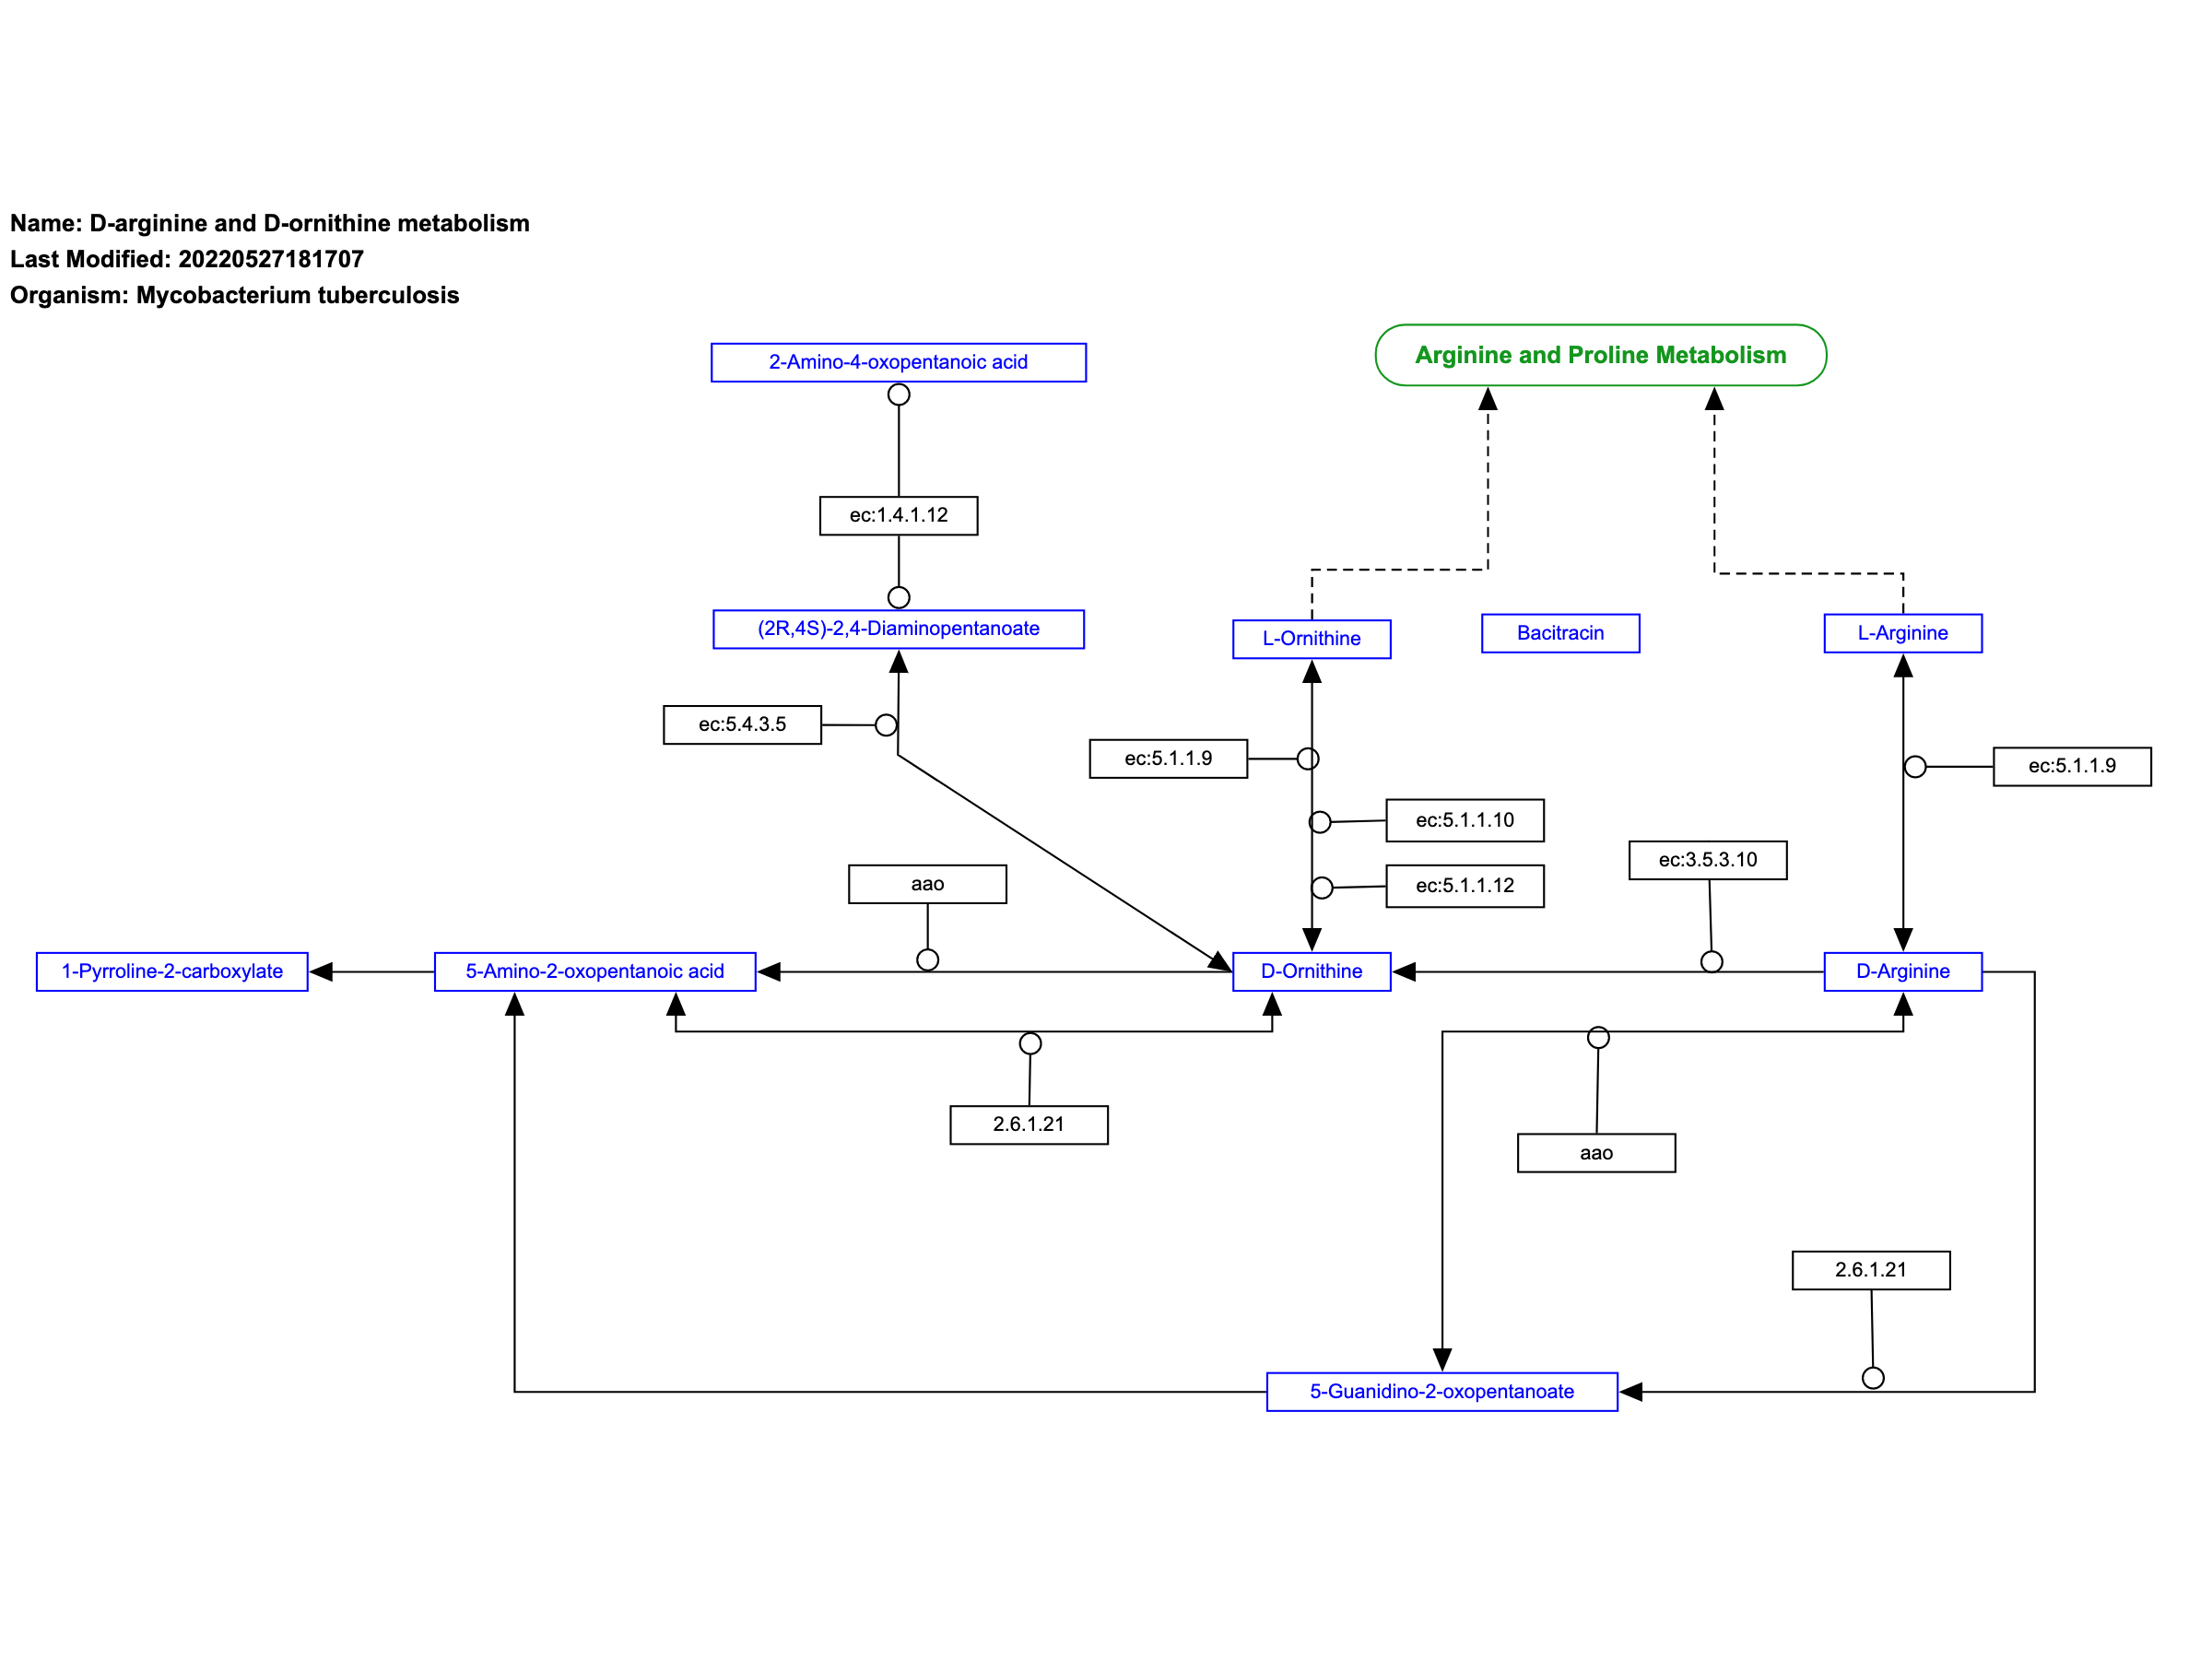 Name: D-arginine and D-ornithine metabolism
Last Modified: 20220527181707
Organism: Mycobacterium tuberculosis
2-Amino-4-oxopentanoic acid
Arginine and Proline Metabolism
ec:1.4.1.12
(2R,4S)-2,4-Diaminopentanoate
L-Ornithine
Bacitracin
L-Arginine
ec:5.4.3.5
ec:5.1.1.9
ec:5.1.1.9
ec:5.1.1.10
ec:3.5.3.10
aao
ec:5.1.1.12
1-Pyrroline-2-carboxylate
5-Amino-2-oxopentanoic acid
D-Ornithine
D-Arginine
2.6.1.21
aao
2.6.1.21
5-Guanidino-2-oxopentanoate